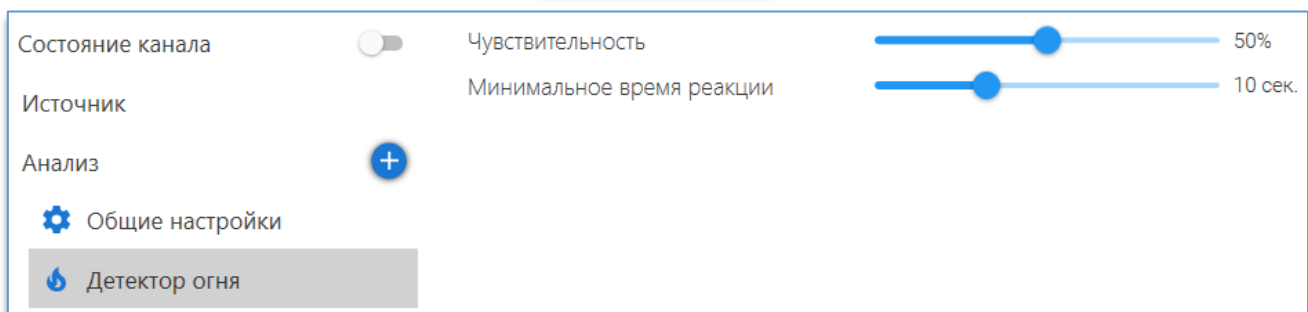 Состояние канала
Источник
Анализ
Общие настройки
Детектор огня
Чувствительность 50%
Минимальное время реакции 10 сек.